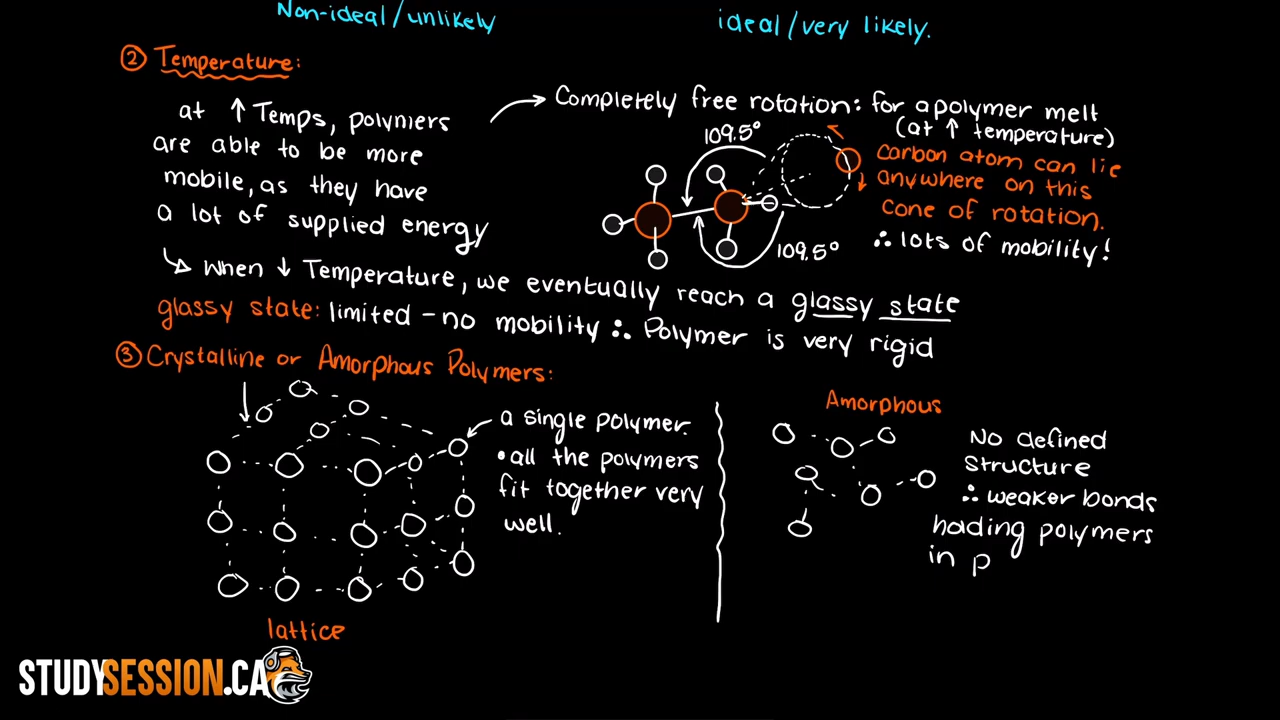 Non-ideal/unlikely
ideal/very likely.
② Temperature:
at ↑ Temps, polymers
are able to be more
mobile, as they have
a lot of supplied energy
→ Completely free rotation: for a polymer melt
(at ↑ temperature)
109.5°
carbon atom can lie
anywhere on this
cone of rotation.
∴ lots of mobility!
109.5°
↳ when ↓ Temperature, we eventually reach a glassy state
glassy state: limited - no mobility ∴ Polymer is very rigid
③ Crystalline or Amorphous Polymers:
a single polymer.
• all the polymers
fit together very
well.
lattice
Amorphous
No defined
structure
∴ weaker bonds
holding polymers
in p
STUDYSESSION.CA